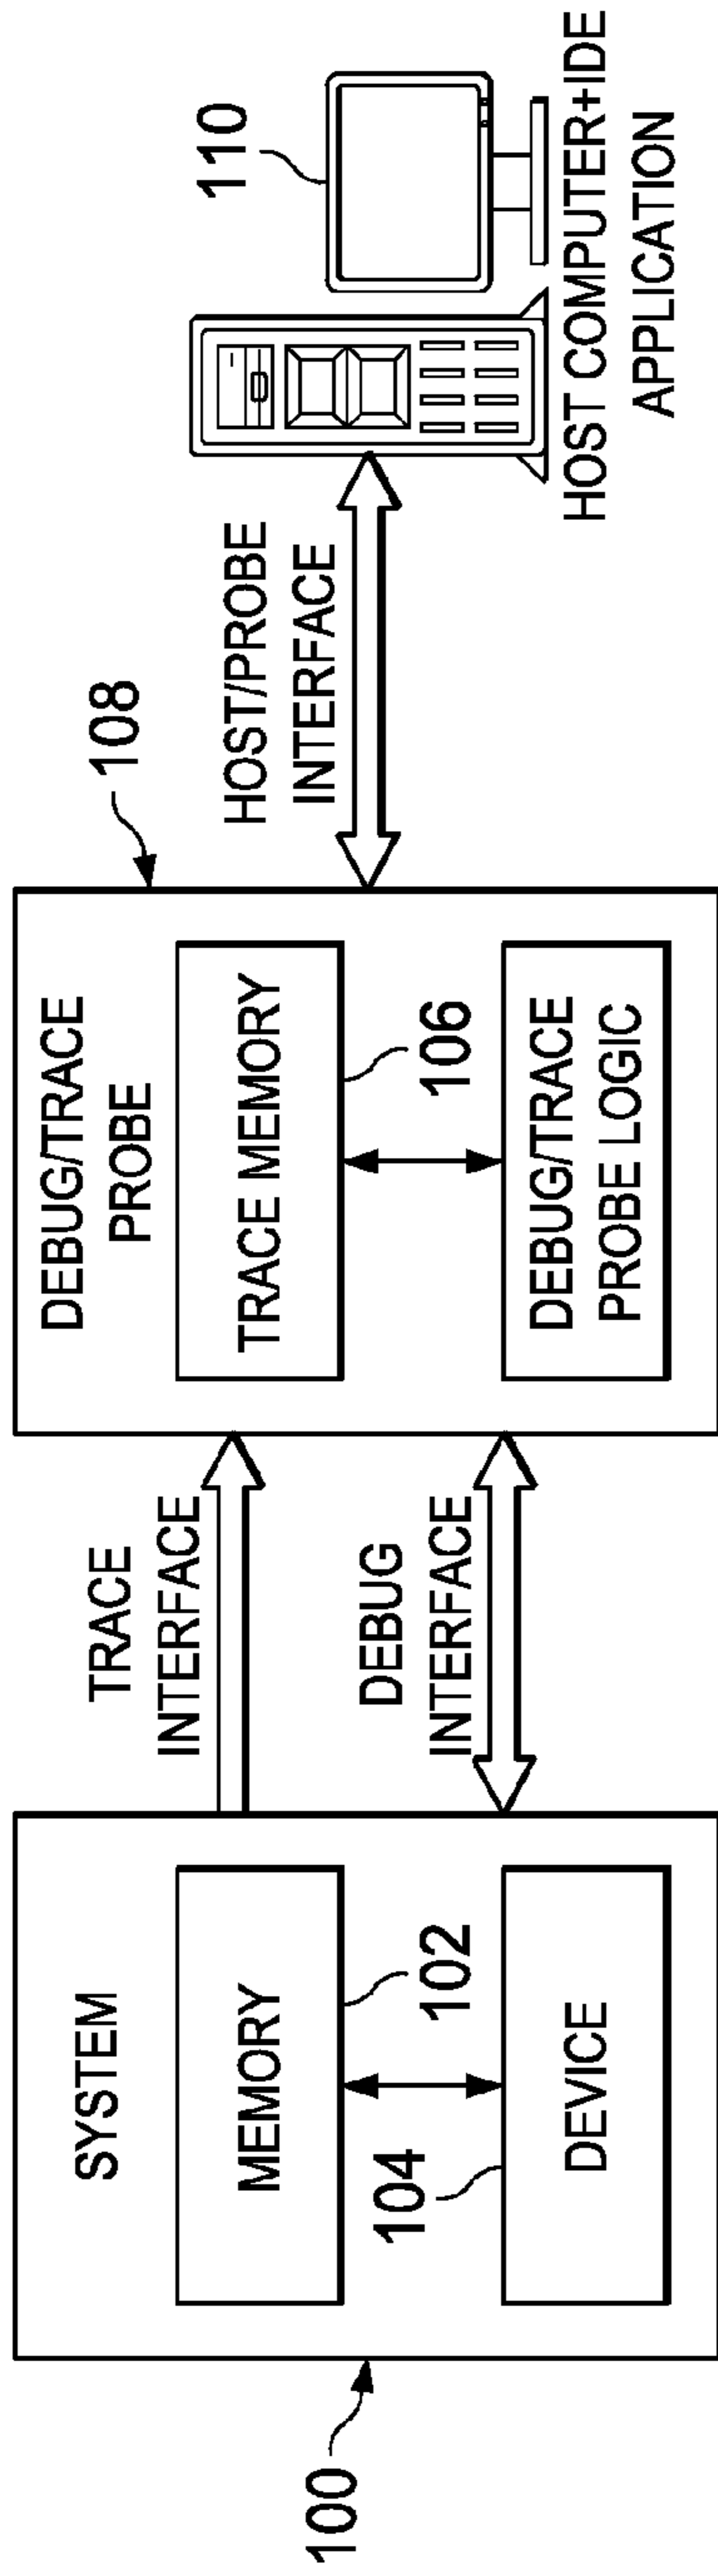 100
SYSTEM
MEMORY
102
104
DEVICE
TRACE
INTERFACE
DEBUG
INTERFACE
108
DEBUG/TRACE
PROBE
TRACE MEMORY
106
DEBUG/TRACE
PROBE LOGIC
HOST/PROBE
INTERFACE
110
HOST COMPUTER+IDE
APPLICATION